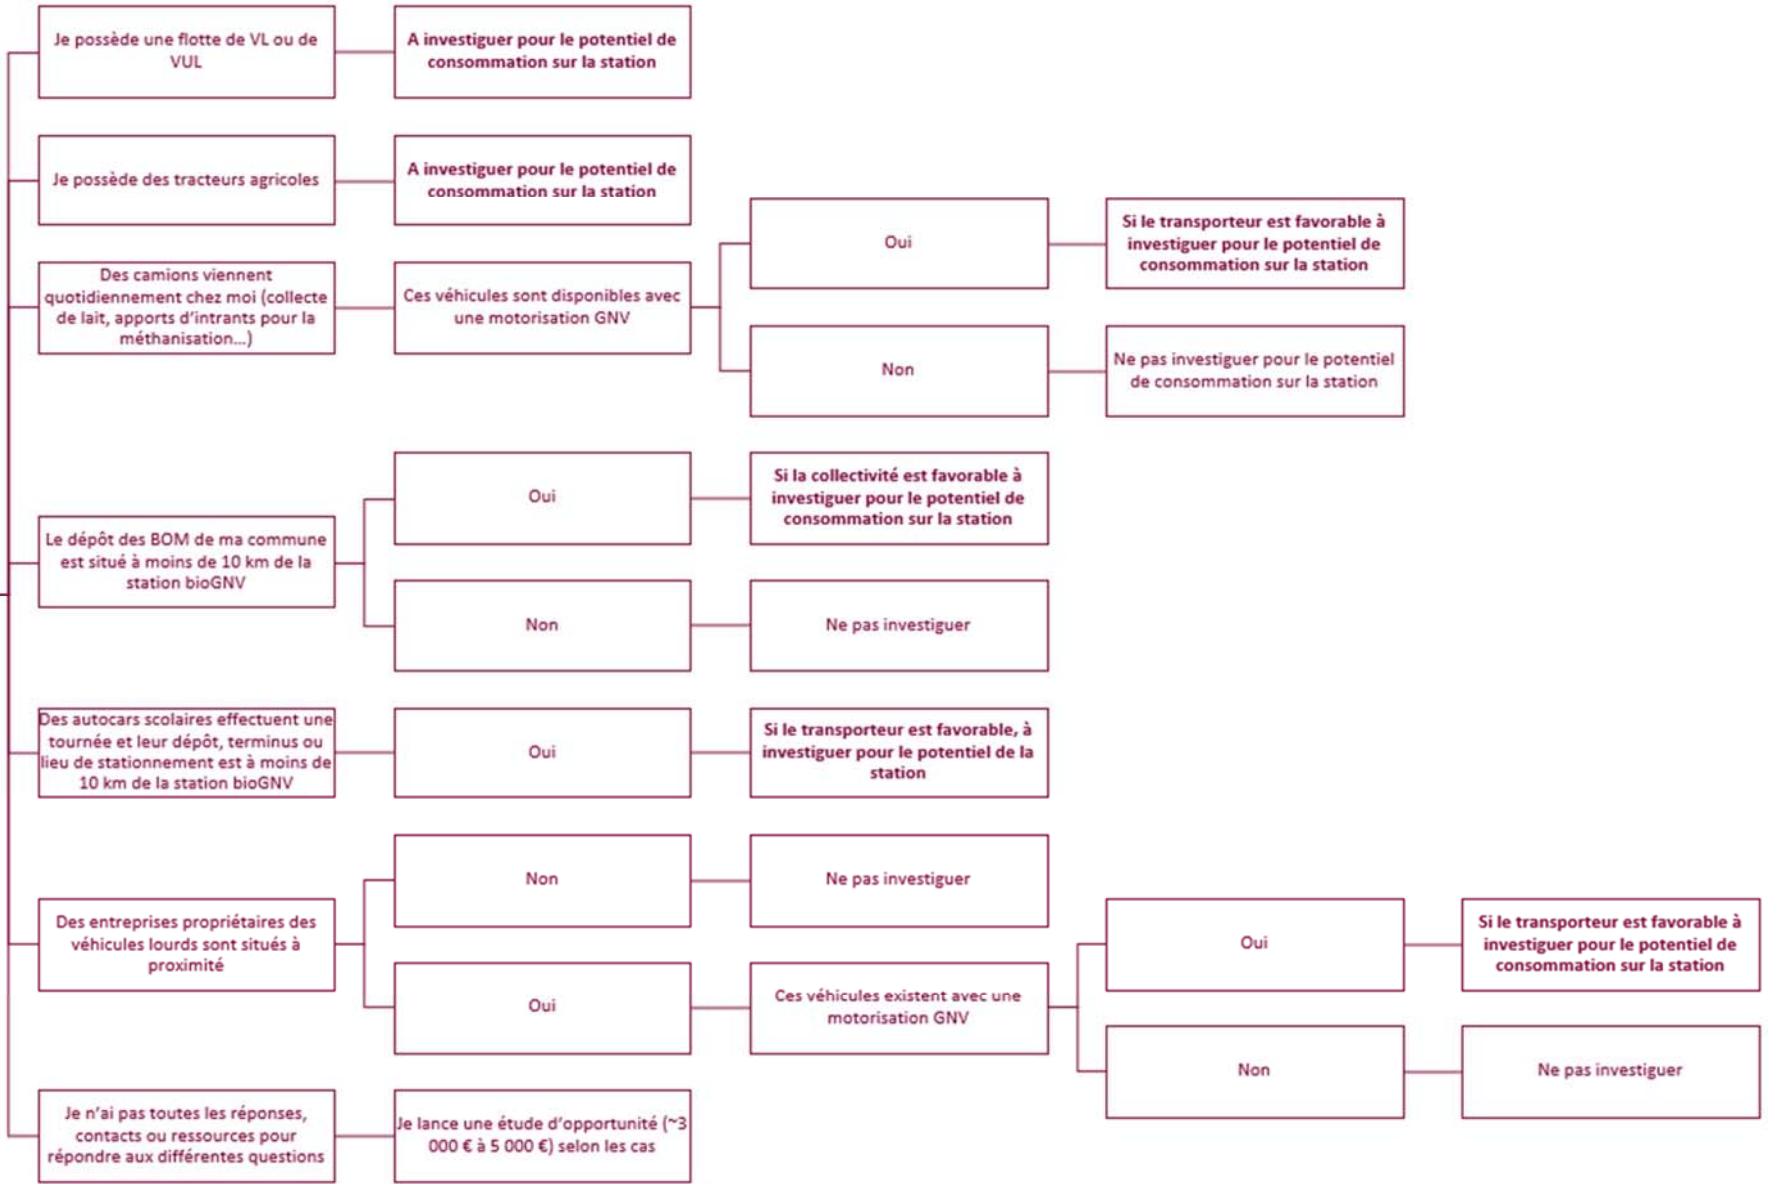 Je possède une flotte de VL ou de
VUL
A investiguer pour le potentiel de
consommation sur la station
Je possède des tracteurs agricoles
A investiguer pour le potentiel de
consommation sur la station
Des camions viennent
quotidiennement chez moi (collecte
de lait, apports d'intrants pour la
méthanisation...)
Ces véhicules sont disponibles avec
une motorisation GNV
Oui
Si le transporteur est favorable à
investiguer pour le potentiel de
consommation sur la station
Non
Ne pas investiguer pour le potentiel
de consommation sur la station
Le dépôt des BOM de ma commune
est situé à moins de 10 km de la
station bioGNV
Oui
Si la collectivité est favorable à
investiguer pour le potentiel de
consommation sur la station
Non
Ne pas investiguer
Des autocars scolaires effectuent une
tournée et leur dépôt, terminus ou
lieu de stationnement est à moins de
10 km de la station bioGNV
Oui
Si le transporteur est favorable, à
investiguer pour le potentiel de la
station
Des entreprises propriétaires des
véhicules lourds sont situés à
proximité
Non
Ne pas investiguer
Oui
Ces véhicules existent avec une
motorisation GNV
Oui
Si le transporteur est favorable à
investiguer pour le potentiel de
consommation sur la station
Non
Ne pas investiguer
Je n'ai pas toutes les réponses,
contacts ou ressources pour
répondre aux différentes questions
Je lance une étude d'opportunité (~3
000 € à 5 000 €) selon les cas